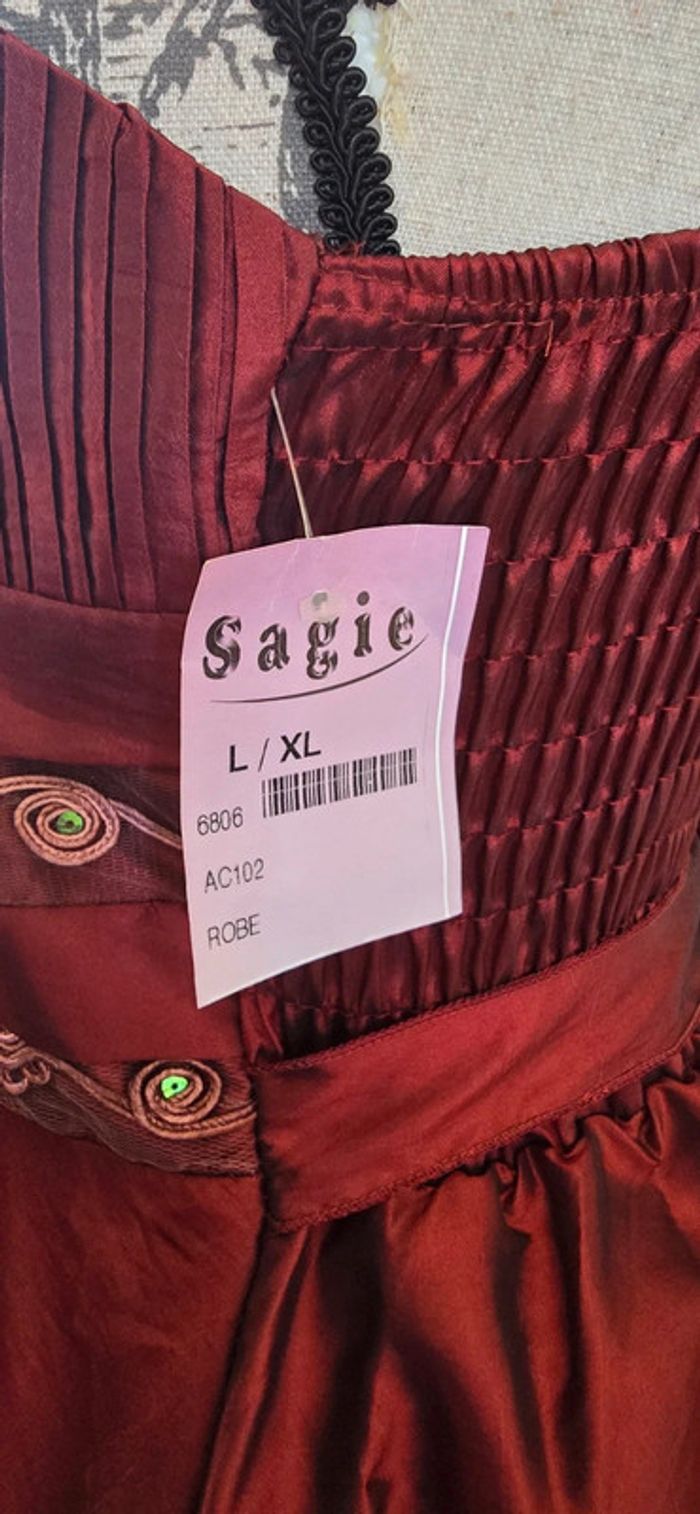 Sagie
L / XL
6806
AC102
ROBE